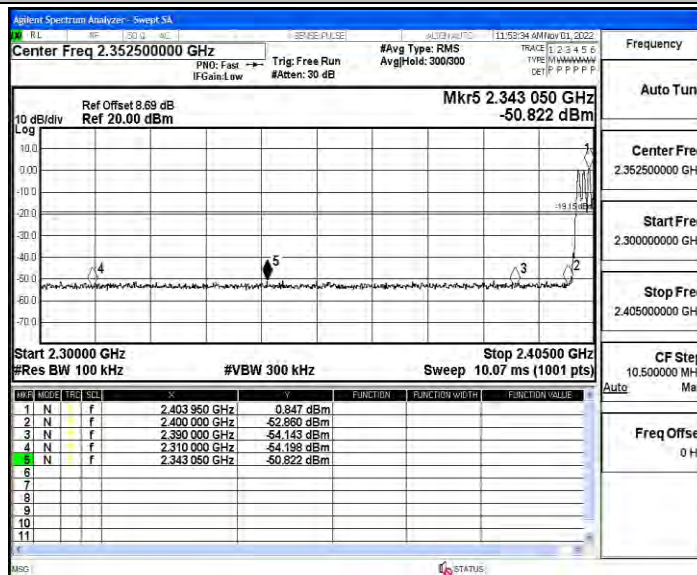 Agilent Spectrum Analyzer - Swept SA
RL RF 50 Ω AC SENSE:PULSE ALIGNAUTO 11:53:34 AM Nov 01, 2022
Center Freq 2.352500000 GHz
PNO: Fast
IFGain:Low
Trig: Free Run
#Atten: 30 dB
#Avg Type: RMS
Avg|Hold: 300/300
TRACE 1 2 3 4 5 6
TYPE MWWWWW
DET P P P P P P
Ref Offset 8.69 dB
10 dB/div Ref 20.00 dBm
Log
Mkr5 2.343 050 GHz
-50.822 dBm
10.0
0.00
-10.0
-20.0
-30.0
-40.0
-50.0
-60.0
-70.0
1
-19.15 dBm
4
5
3
2
Start 2.30000 GHz Stop 2.40500 GHz
#Res BW 100 kHz #VBW 300 kHz Sweep 10.07 ms (1001 pts)
MKR MODE TRC SCL X Y FUNCTION FUNCTION WIDTH FUNCTION VALUE
1 N f 2.403 950 GHz 0.847 dBm
2 N f 2.400 000 GHz -52.860 dBm
3 N f 2.390 000 GHz -54.143 dBm
4 N f 2.310 000 GHz -54.198 dBm
5 N f 2.343 050 GHz -50.822 dBm
6
7
8
9
10
11
MSG STATUS
Frequency
Auto Tun
Center Fre
2.352500000 GH
Start Fre
2.300000000 GH
Stop Fre
2.405000000 GH
CF Step
10.500000 MH
Auto Ma
Freq Offse
0 H